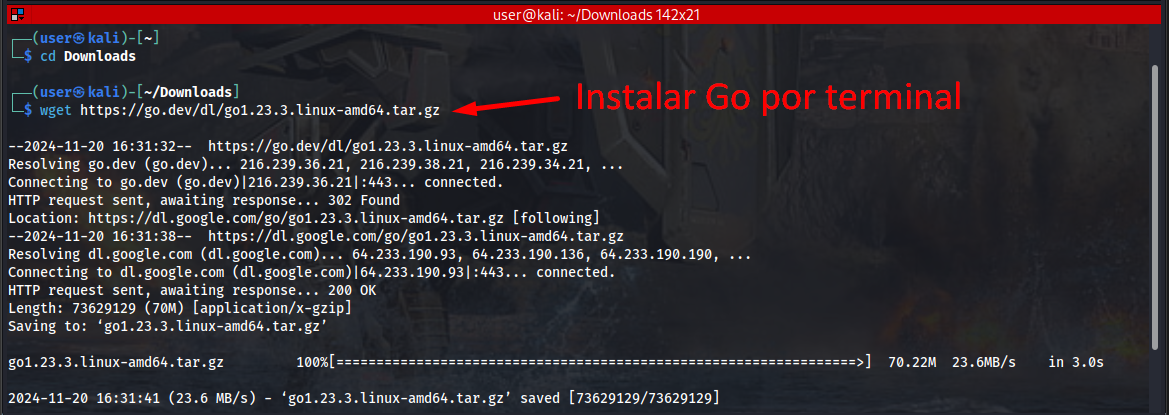 user@kali: ~/Downloads 142x21
┌──(user㉿kali)-[~]
└─$ cd Downloads
┌──(user㉿kali)-[~/Downloads]
└─$ wget https://go.dev/dl/go1.23.3.linux-amd64.tar.gz
Instalar Go por terminal
--2024-11-20 16:31:32--  https://go.dev/dl/go1.23.3.linux-amd64.tar.gz
Resolving go.dev (go.dev)... 216.239.36.21, 216.239.38.21, 216.239.34.21, ...
Connecting to go.dev (go.dev)|216.239.36.21|:443... connected.
HTTP request sent, awaiting response... 302 Found
Location: https://dl.google.com/go/go1.23.3.linux-amd64.tar.gz [following]
--2024-11-20 16:31:38--  https://dl.google.com/go/go1.23.3.linux-amd64.tar.gz
Resolving dl.google.com (dl.google.com)... 64.233.190.93, 64.233.190.136, 64.233.190.190, ...
Connecting to dl.google.com (dl.google.com)|64.233.190.93|:443... connected.
HTTP request sent, awaiting response... 200 OK
Length: 73629129 (70M) [application/x-gzip]
Saving to: ‘go1.23.3.linux-amd64.tar.gz’
go1.23.3.linux-amd64.tar.gz         100%[=================================================================>]  70.22M  23.6MB/s    in 3.0s
2024-11-20 16:31:41 (23.6 MB/s) - ‘go1.23.3.linux-amd64.tar.gz’ saved [73629129/73629129]